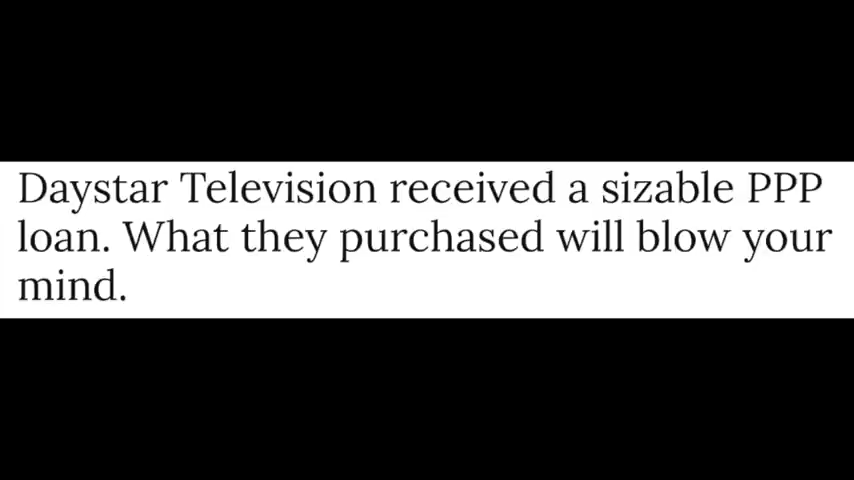 Daystar Television received a sizable PPP
loan. What they purchased will blow your
mind.